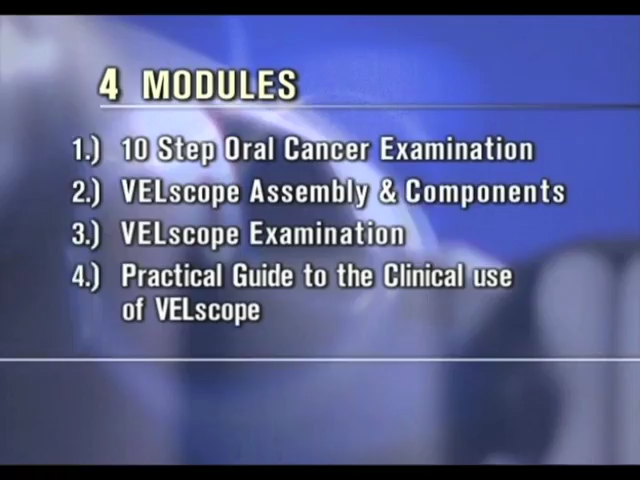 4 MODULES
1.) 10 Step Oral Cancer Examination
2.) VELscope Assembly & Components
3.) VELscope Examination
4.) Practical Guide to the Clinical use
of VELscope